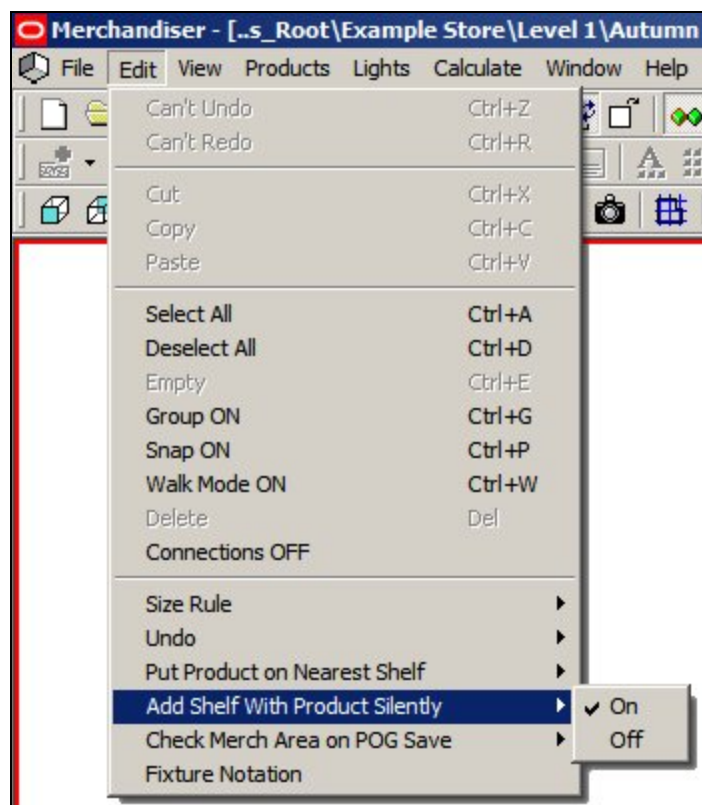 Merchandiser - [..s_Root\Example Store\Level 1\Autumn
File Edit View Products Lights Calculate Window Help
Can't Undo Ctrl+Z
Can't Redo Ctrl+R
Cut Ctrl+X
Copy Ctrl+C
Paste Ctrl+V
Select All Ctrl+A
Deselect All Ctrl+D
Empty Ctrl+E
Group ON Ctrl+G
Snap ON Ctrl+P
Walk Mode ON Ctrl+W
Delete Del
Connections OFF
Size Rule
Undo
Put Product on Nearest Shelf
Add Shelf With Product Silently
On
Check Merch Area on POG Save
Off
Fixture Notation